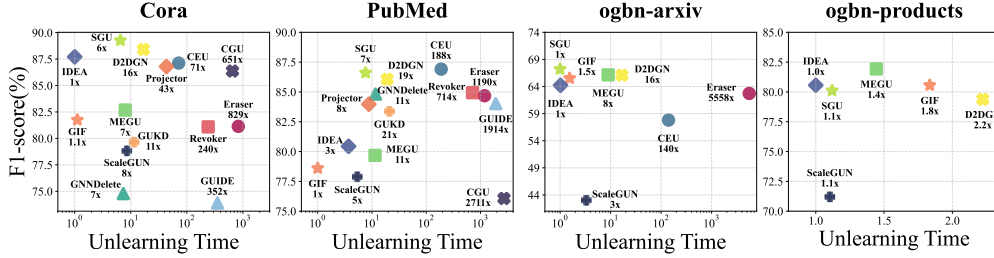 Cora
F1-score(%)
90.0
87.5
85.0
82.5
80.0
77.5
75.0
SGU
6x
D2DGN
16x
IDEA
1x
Projector
43x
CEU
71x
CGU
651x
GIF
1.1x
MEGU
7x
GUKD
11x
ScaleGUN
8x
Revoker
240x
Eraser
829x
GNNDelete
7x
GUIDE
352x
10^0
10^1
10^2
10^3
Unlearning Time
PubMed
90.0
87.5
85.0
82.5
80.0
77.5
75.0
SGU
7x
D2DGN
19x
CEU
188x
Eraser
1190x
GNNDelete
11x
Revoker
714x
Projector
8x
GUKD
21x
GUIDE
1914x
IDEA
3x
MEGU
11x
GIF
1x
ScaleGUN
5x
CGU
2711x
10^0
10^1
10^2
10^3
Unlearning Time
ogbn-arxiv
74
68
64
60
56
52
48
44
SGU
1x
GIF
1.5x
IDEA
1x
MEGU
8x
D2DGN
16x
Eraser
5558x
CEU
140x
ScaleGUN
3x
10^0
10^1
10^2
10^3
Unlearning Time
ogbn-products
85.0
82.5
80.0
77.5
75.0
72.5
70.0
IDEA
1.0x
SGU
1.1x
MEGU
1.4x
GIF
1.8x
D2DG
2.2x
ScaleGUN
1.1x
1.0
1.5
2.0
Unlearning Time